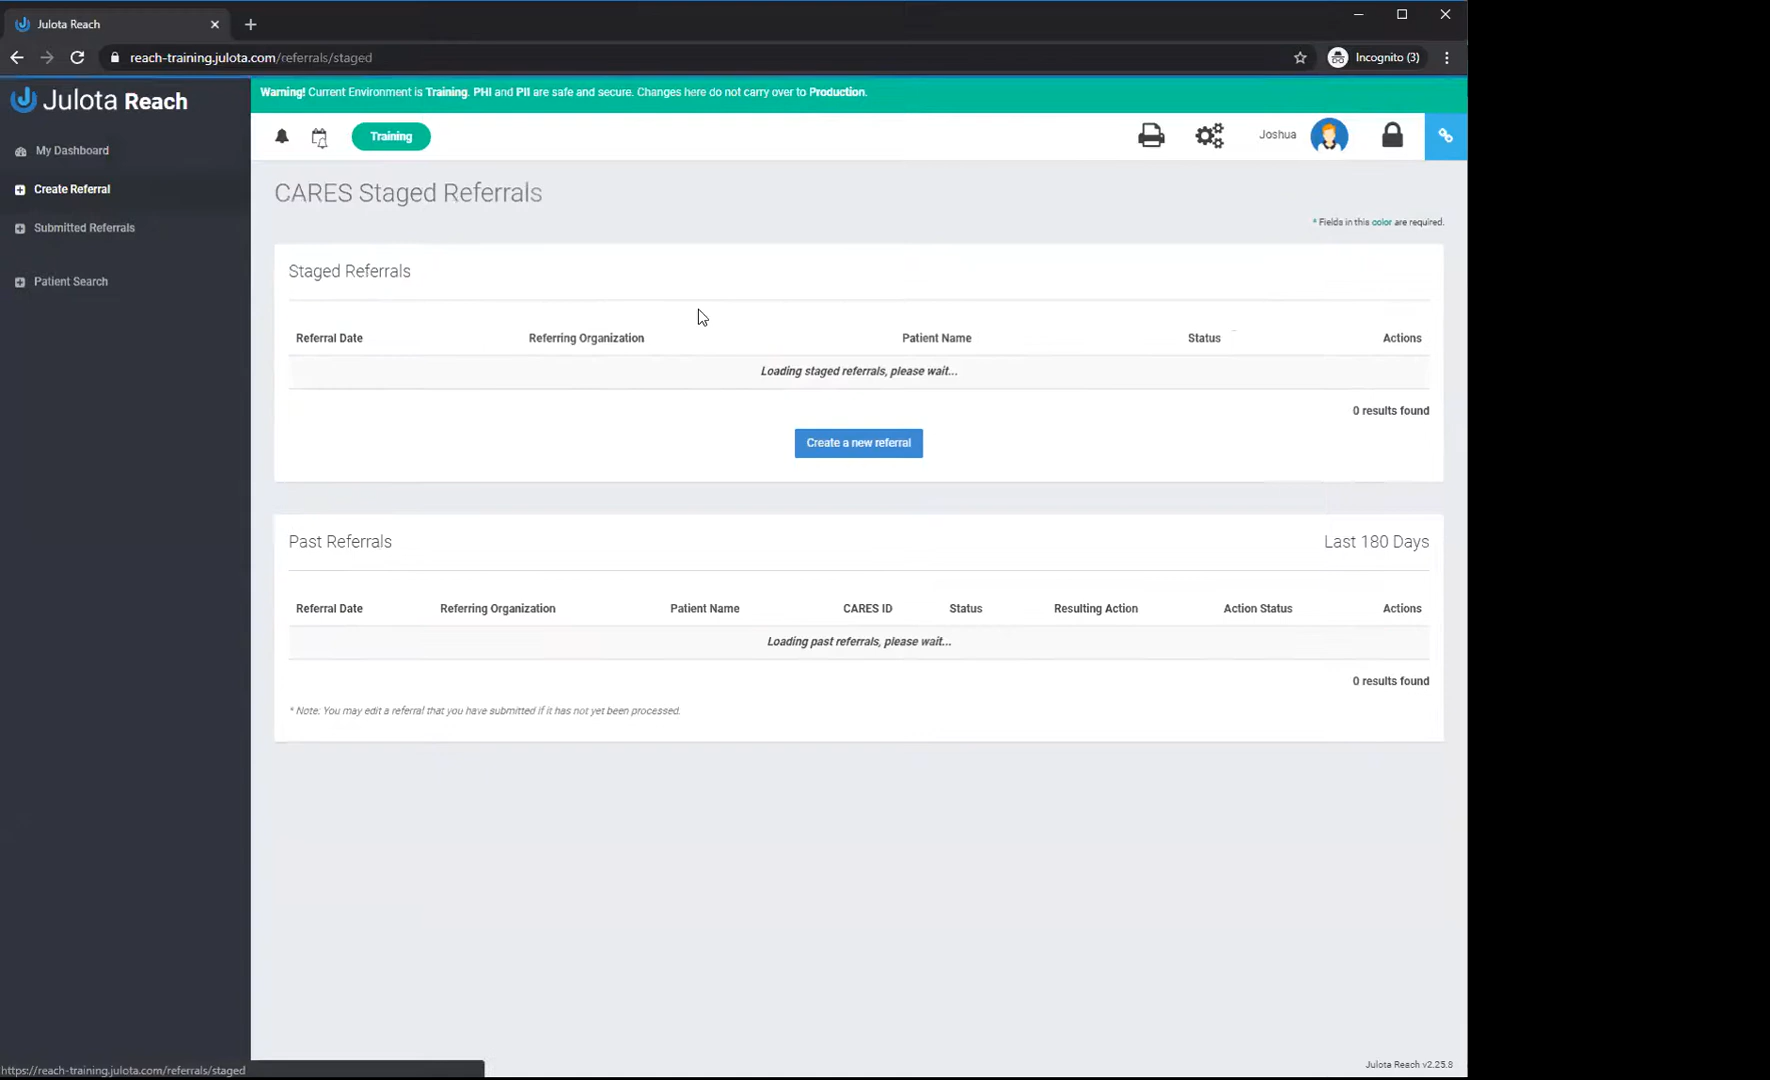 Julota Reach
reach-training.julota.com/referrals/staged
Incognito (3)
Julota Reach
Warning! Current Environment is Training. PHI and PII are safe and secure. Changes here do not carry over to Production.
Training
Joshua
My Dashboard
Create Referral
Submitted Referrals
Patient Search
CARES Staged Referrals
* Fields in this color are required.
Staged Referrals
Referral Date Referring Organization Patient Name Status Actions
Loading staged referrals, please wait...
0 results found
Create a new referral
Past Referrals Last 180 Days
Referral Date Referring Organization Patient Name CARES ID Status Resulting Action Action Status Actions
Loading past referrals, please wait...
0 results found
* Note: You may edit a referral that you have submitted if it has not yet been processed.
Julota Reach v2.25.8
https://reach-training.julota.com/referrals/staged